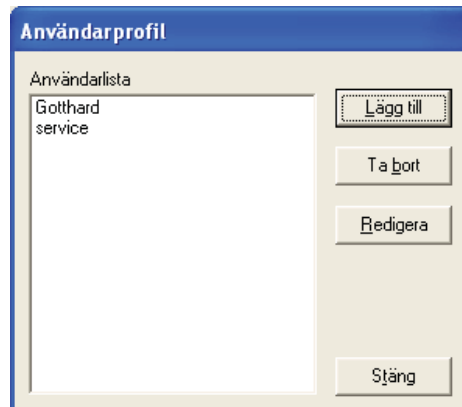 Användarprofil
Användarlista
Gotthard
service
Lägg till
Ta bort
Redigera
Stäng